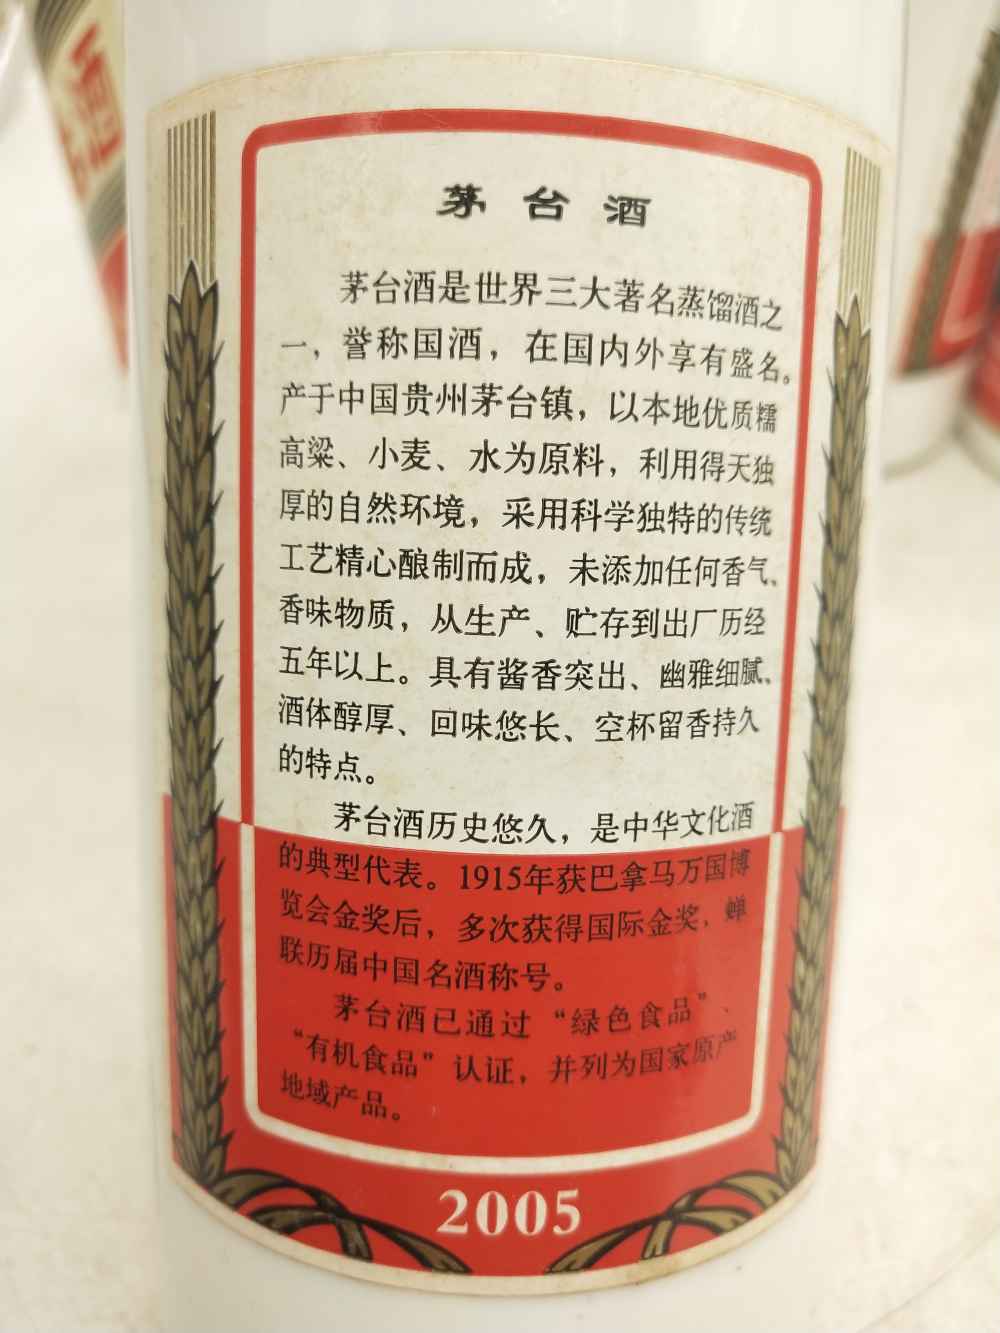 茅台酒
茅台酒是世界三大著名蒸馏酒之
一，誉称国酒，在国内外享有盛名。
产于中国贵州茅台镇，以本地优质糯
高粱、小麦、水为原料，利用得天独
厚的自然环境，采用科学独特的传统
工艺精心酿制而成，未添加任何香气、
香味物质，从生产、贮存到出厂历经
五年以上。具有酱香突出、幽雅细腻、
酒体醇厚、回味悠长、空杯留香持久
的特点。
茅台酒历史悠久，是中华文化酒
的典型代表。1915年获巴拿马万国博
览会金奖后，多次获得国际金奖，蝉
联历届中国名酒称号。
茅台酒已通过“绿色食品”、
“有机食品”认证，并列为国家原产
地域产品。
2005